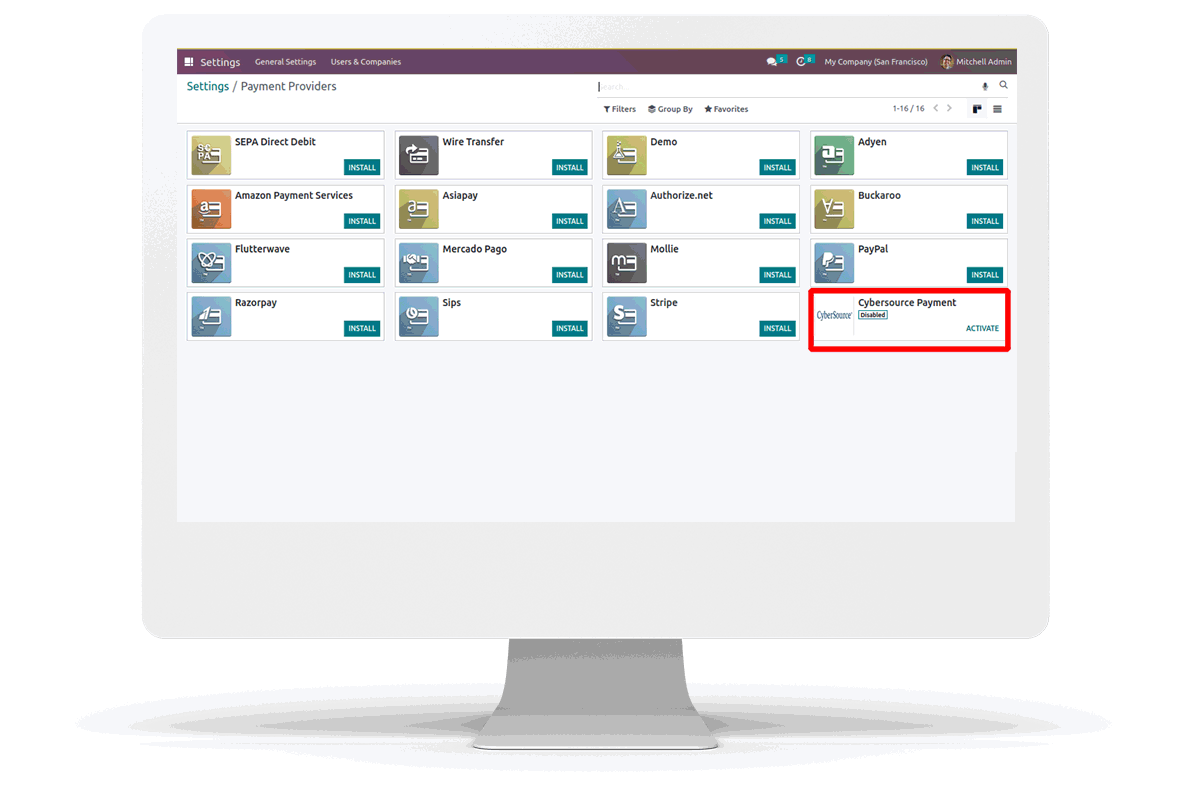 Settings General Settings Users & Companies 5 8 My Company (San Francisco) Mitchell Admin
Settings / Payment Providers
Search...
Filters Group By Favorites 1-16 / 16
SEPA Direct Debit
INSTALL
Wire Transfer
INSTALL
Demo
INSTALL
Adyen
INSTALL
Amazon Payment Services
INSTALL
Asiapay
INSTALL
Authorize.net
INSTALL
Buckaroo
INSTALL
Flutterwave
INSTALL
Mercado Pago
INSTALL
Mollie
INSTALL
PayPal
INSTALL
Razorpay
INSTALL
Sips
INSTALL
Stripe
INSTALL
CyberSource
Cybersource Payment
Disabled
ACTIVATE